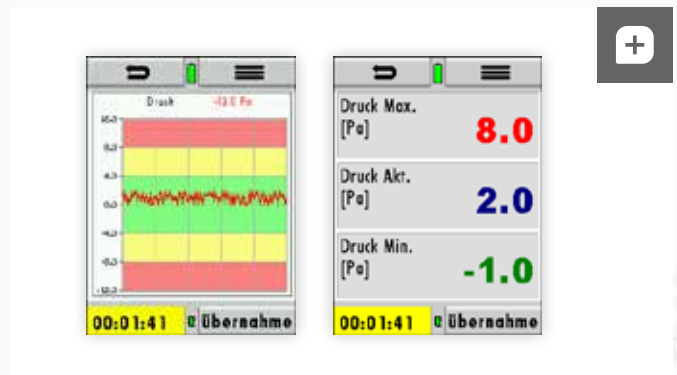 Druck
00:01:41 übernahme
Druck Max.
[Pa]
8.0
Druck Akt.
[Pa]
2.0
Druck Min.
[Pa]
-1.0
00:01:41 übernahme